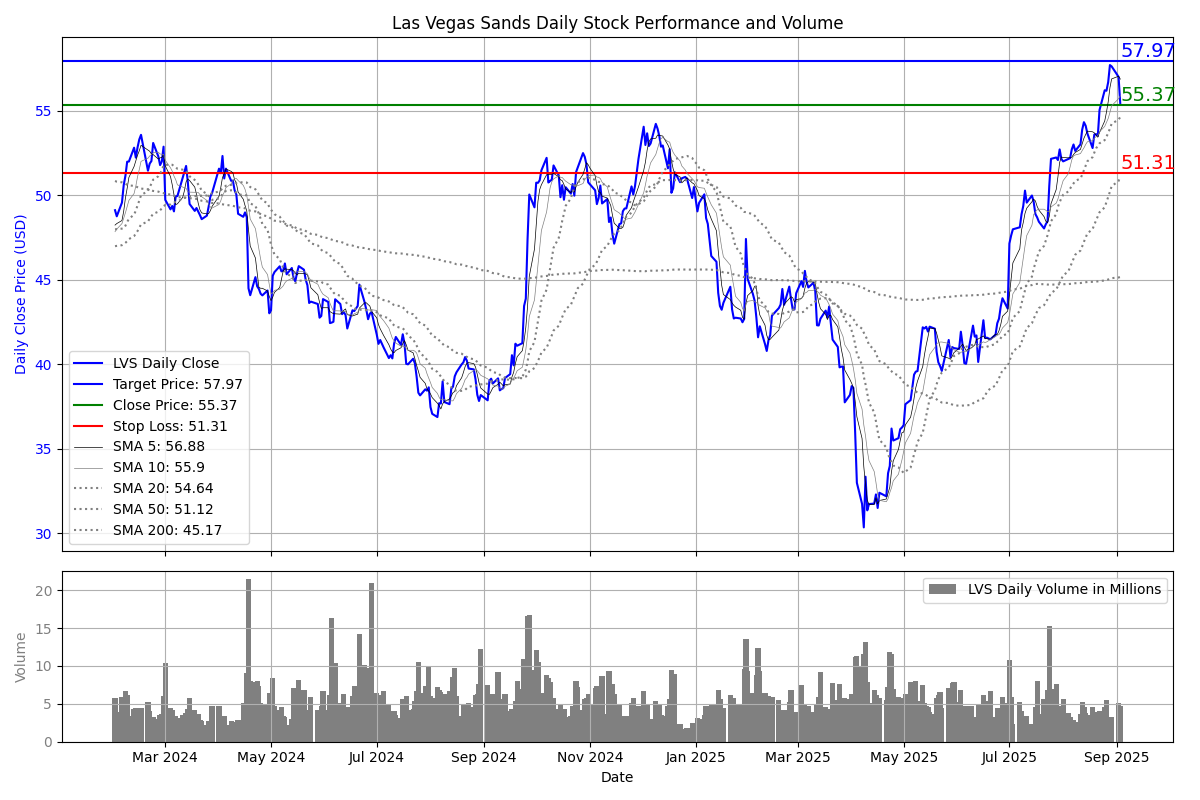 Las Vegas Sands Daily Stock Performance and Volume
57.97
55.37
51.31
55
50
45
40
35
30
Daily Close Price (USD)
LVS Daily Close
Target Price: 57.97
Close Price: 55.37
Stop Loss: 51.31
SMA 5: 56.88
SMA 10: 55.9
SMA 20: 54.64
SMA 50: 51.12
SMA 200: 45.17
20
15
10
5
0
Volume
LVS Daily Volume in Millions
Mar 2024 May 2024 Jul 2024 Sep 2024 Nov 2024 Jan 2025 Mar 2025 May 2025 Jul 2025 Sep 2025
Date